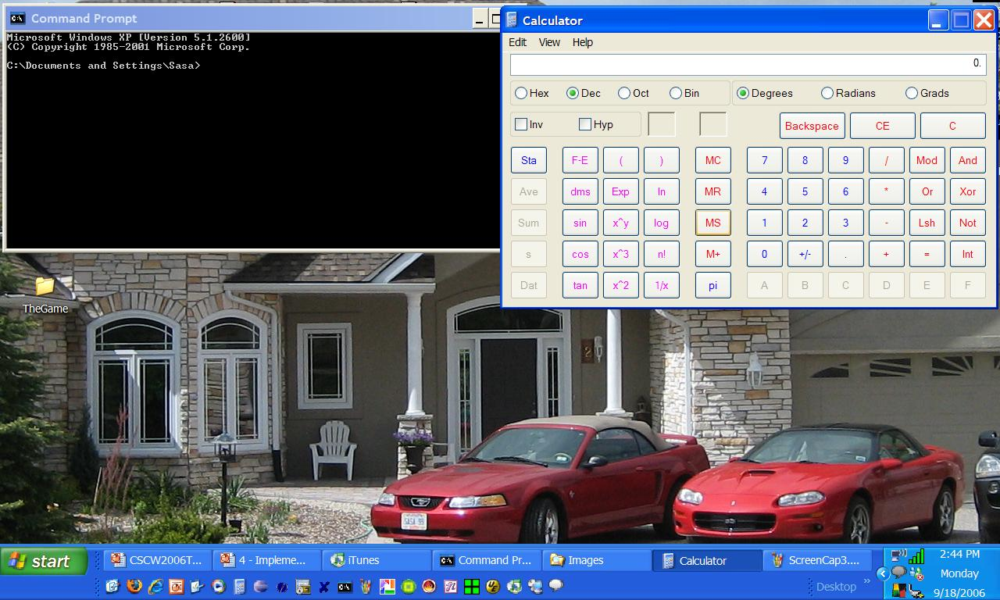 Command Prompt
Microsoft Windows XP [Version 5.1.2600]
(C) Copyright 1985-2001 Microsoft Corp.
C:\Documents and Settings\Sasa>
Calculator
Edit View Help
0.
Hex Dec Oct Bin Degrees Radians Grads
Inv Hyp Backspace CE C
Sta F-E ( ) MC 7 8 9 / Mod And
Ave dms Exp ln MR 4 5 6 * Or Xor
Sum sin x^y log MS 1 2 3 - Lsh Not
s cos x^3 n! M+ 0 +/- . + = Int
Dat tan x^2 1/x pi A B C D E F
TheGame
2
SASA 99
start CSCW2006T... 4 - Impleme... iTunes Command Pr... Images Calculator ScreenCap3....
Desktop »
2:44 PM
Monday
9/18/2006